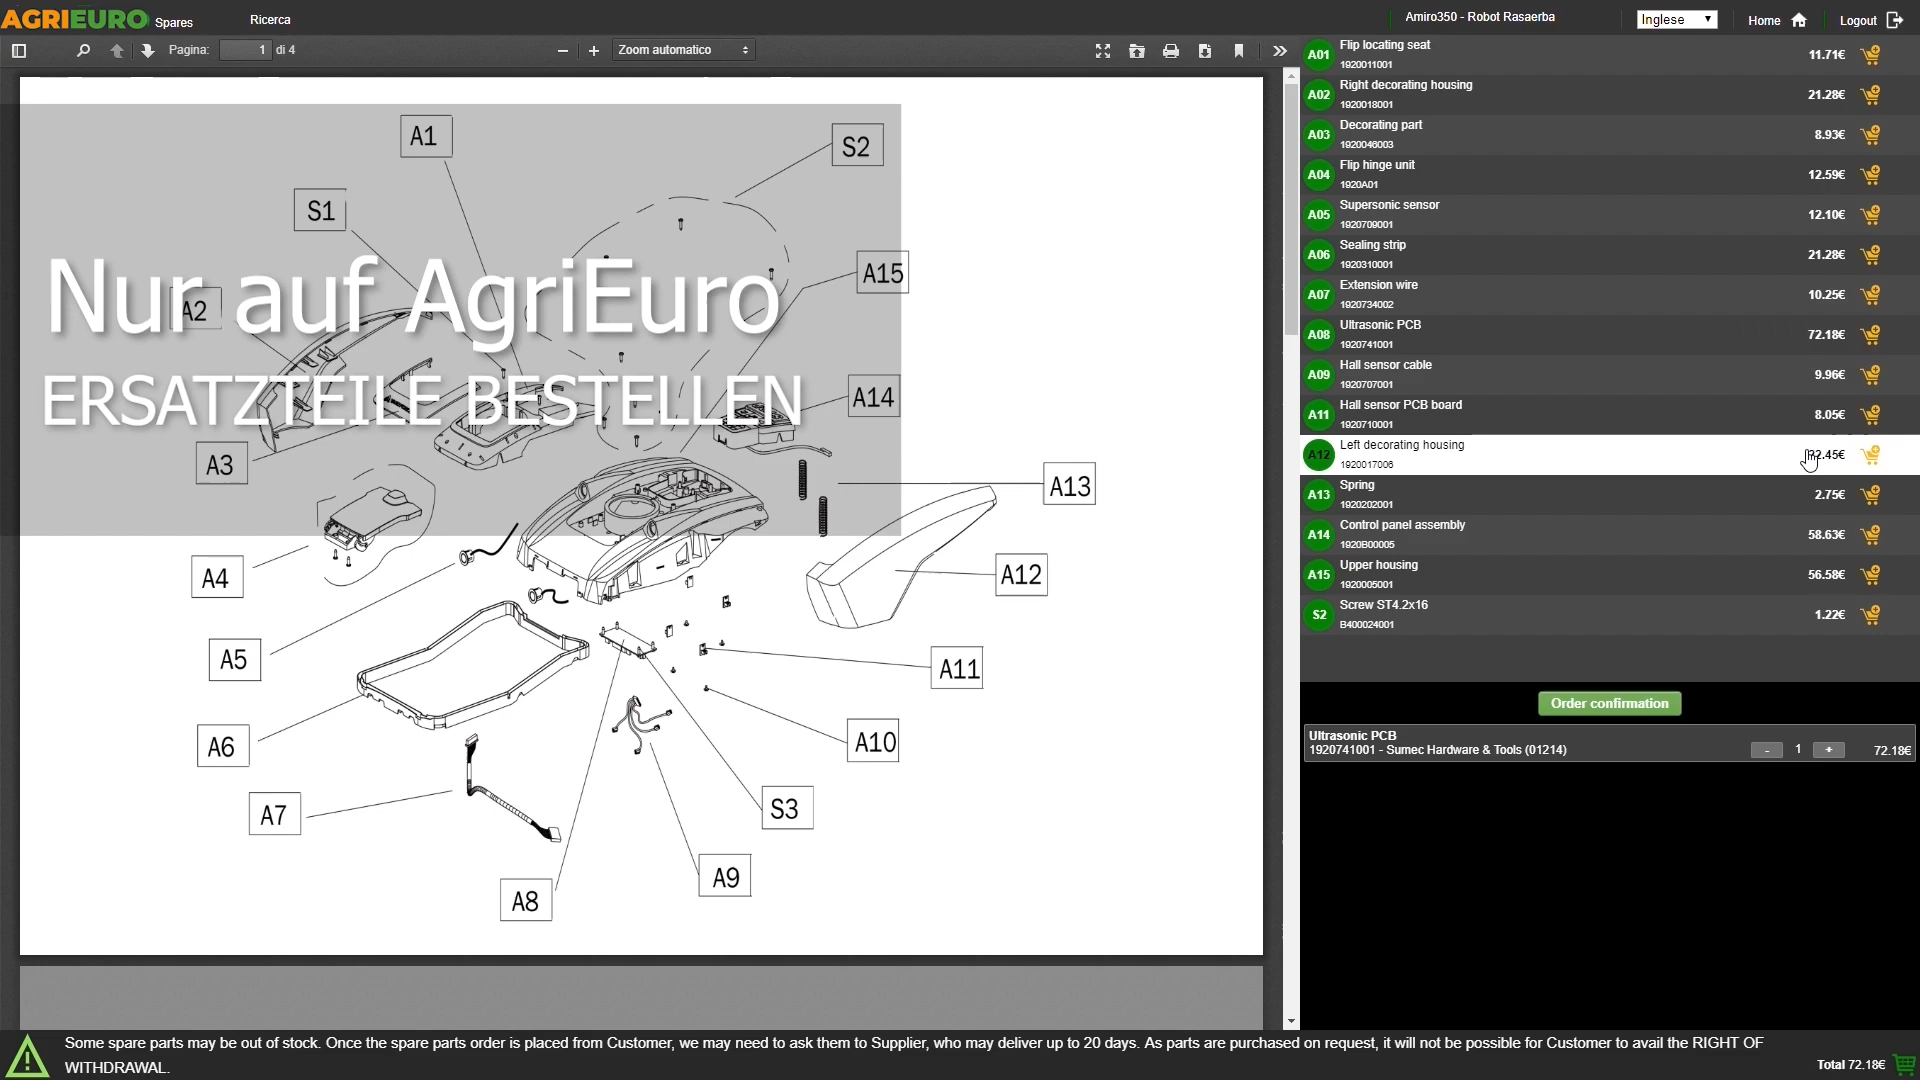 AGRIEURO Spares
Ricerca
Amiro350 - Robot Rasaerba
Inglese
Home
Logout
Pagina: 1 di 4
Zoom automatico
A1
S2
S1
A15
A2
Nur auf AgriEuro
ERSATZTEILE BESTELLEN
A14
A3
A13
A4
A12
A5
A11
A6
A10
A7
S3
A9
A8
A01 Flip locating seat 11.71€
1920011001
A02 Right decorating housing 21.28€
1920018001
A03 Decorating part 8.93€
1920046003
A04 Flip hinge unit 12.59€
1920A01
A05 Supersonic sensor 12.10€
1920709001
A06 Sealing strip 21.28€
1920310001
A07 Extension wire 10.25€
1920734002
A08 Ultrasonic PCB 72.18€
1920741001
A09 Hall sensor cable 9.96€
1920707001
A11 Hall sensor PCB board 8.05€
1920710001
A12 Left decorating housing
1920017006
A13 Spring 2.75€
1920202001
A14 Control panel assembly 58.63€
1920B00005
A15 Upper housing 56.58€
1920005001
S2 Screw ST4.2x16 1.22€
B400024001
Order confirmation
Ultrasonic PCB
1920741001 - Sumec Hardware & Tools (01214) - 1 + 72.18€
Some spare parts may be out of stock. Once the spare parts order is placed from Customer, we may need to ask them to Supplier, who may deliver up to 20 days. As parts are purchased on request, it will not be possible for Customer to avail the RIGHT OF
WITHDRAWAL.
Total 72.18€